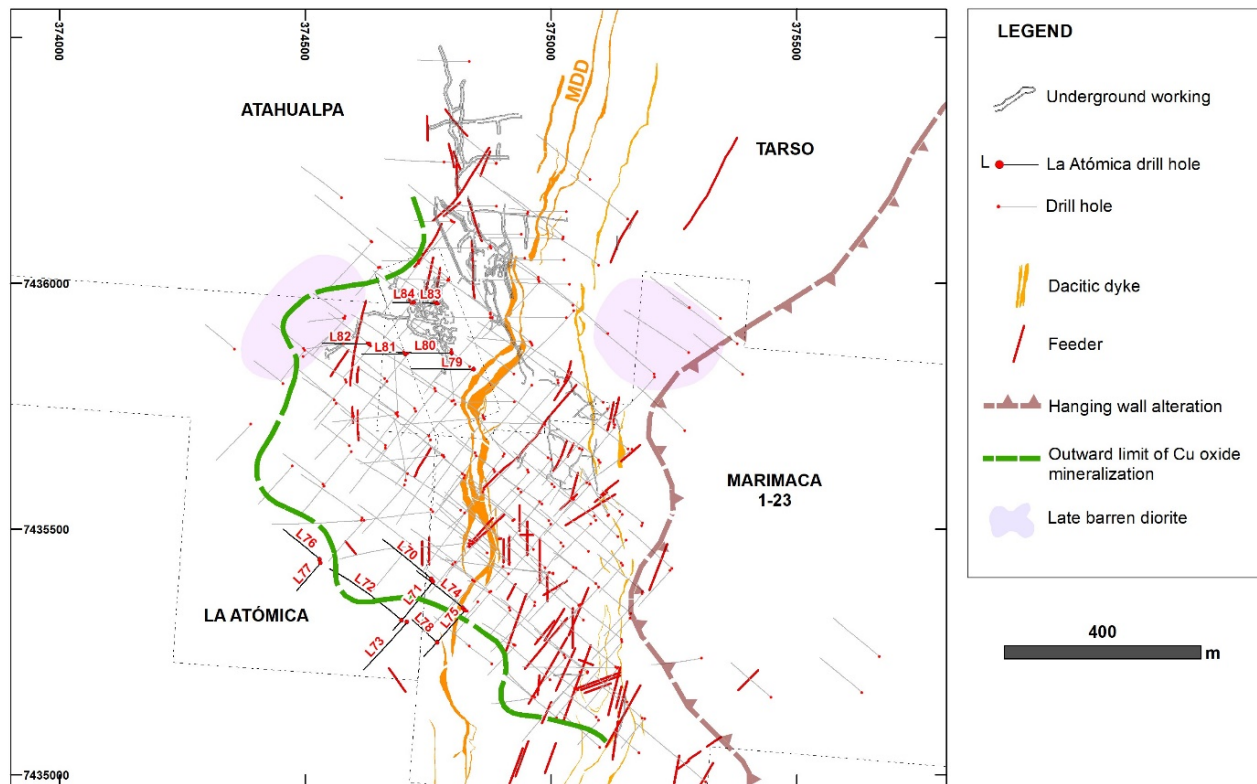 374000
374500
375000
375500
7436000
7435500
7435000
ATAHUALPA
MDD
TARSO
L84
L83
L82
L81
L80
L79
MARIMACA
1-23
L76
L77
L70
L72
L71
L74
L75
L78
L73
LA ATÓMICA
LEGEND
Underground working
L
La Atómica drill hole
Drill hole
Dacitic dyke
Feeder
Hanging wall alteration
Outward limit of Cu oxide
mineralization
Late barren diorite
400
m